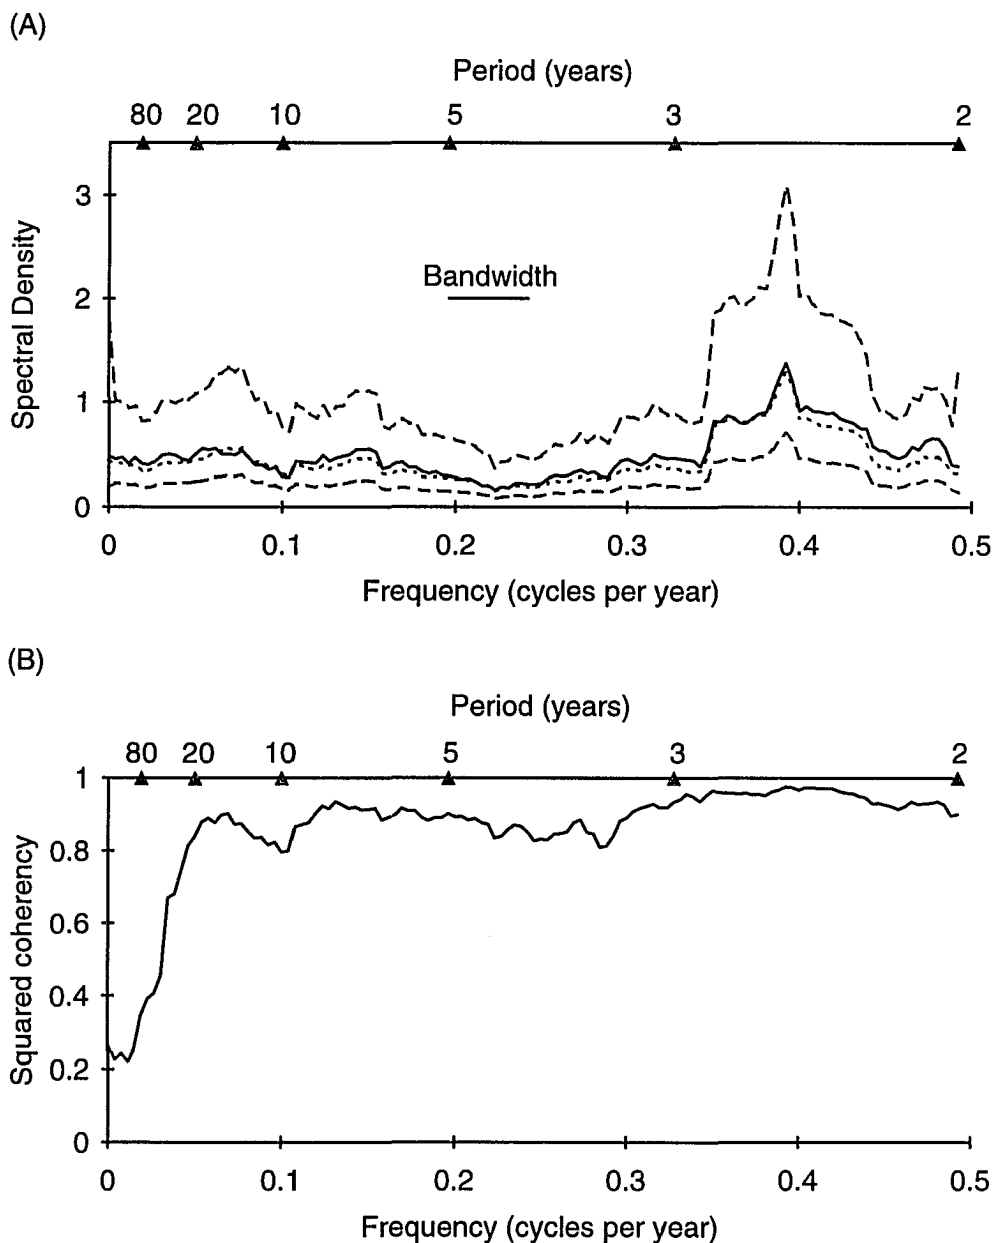 (A)
Period (years)
80 20 10 5 3 2
Spectral Density
3
2
1
0
Bandwidth
0 0.1 0.2 0.3 0.4 0.5
Frequency (cycles per year)
(B)
Period (years)
80 20 10 5 3 2
Squared coherency
1
0.8
0.6
0.4
0.2
0
0 0.1 0.2 0.3 0.4 0.5
Frequency (cycles per year)